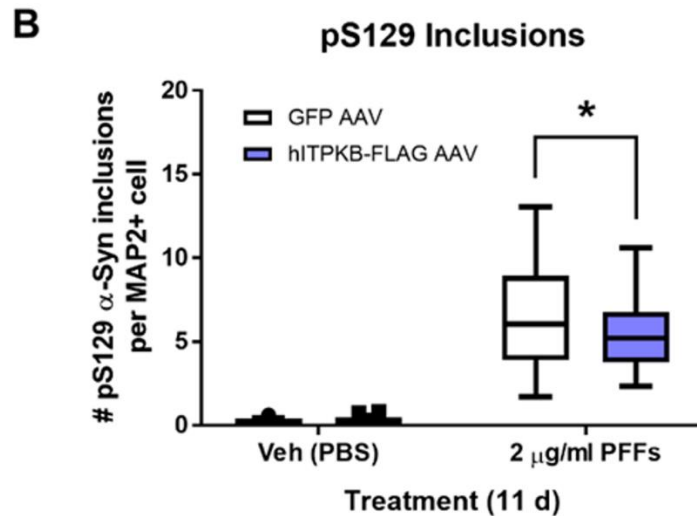 B
pS129 Inclusions
# pS129 α-Syn inclusions
per MAP2+ cell
20
15
10
5
0
GFP AAV
hITPKB-FLAG AAV
*
Veh (PBS)
2 μg/ml PFFs
Treatment (11 d)